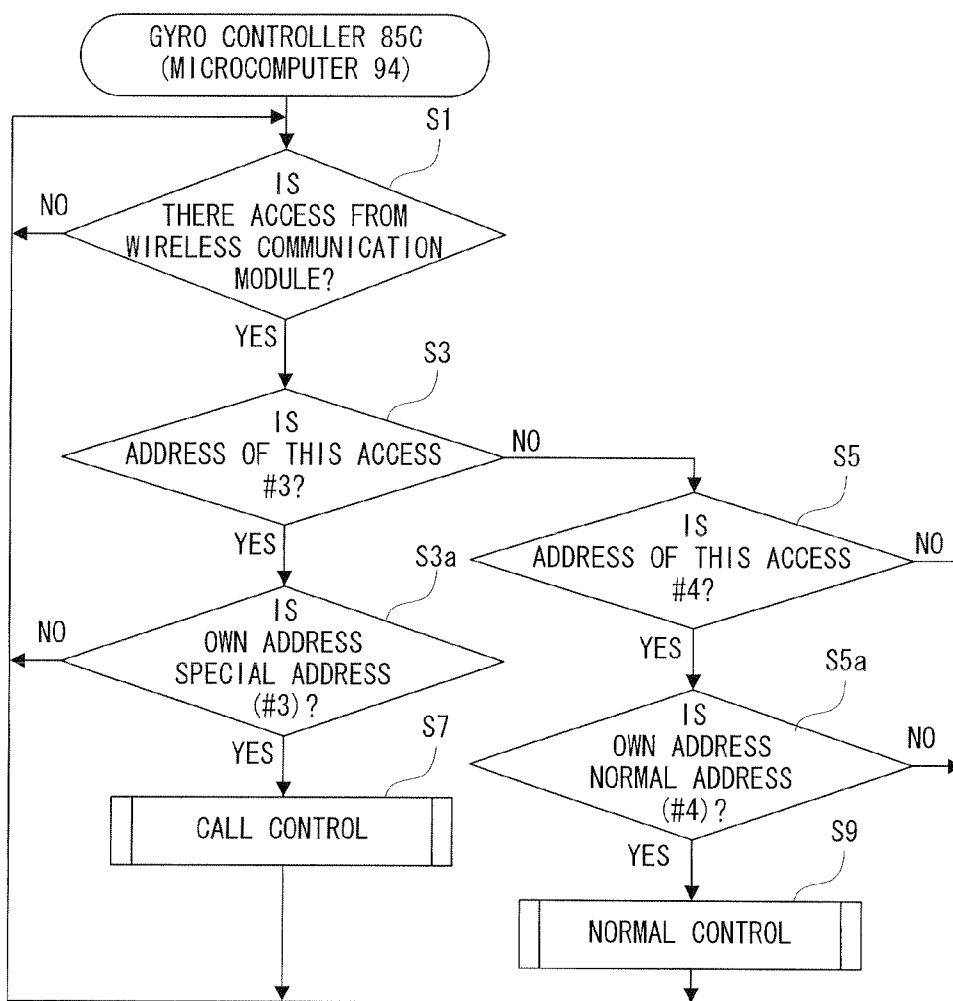 GYRO CONTROLLER 85C
(MICROCOMPUTER 94)
S1
IS
THERE ACCESS FROM
WIRELESS COMMUNICATION
MODULE?
NO
YES
S3
IS
ADDRESS OF THIS ACCESS
#3?
NO
YES
S5
IS
ADDRESS OF THIS ACCESS
#4?
NO
YES
S3a
IS
OWN ADDRESS
SPECIAL ADDRESS
(#3)?
NO
YES
S5a
IS
OWN ADDRESS
NORMAL ADDRESS
(#4)?
NO
YES
S7
CALL CONTROL
S9
NORMAL CONTROL